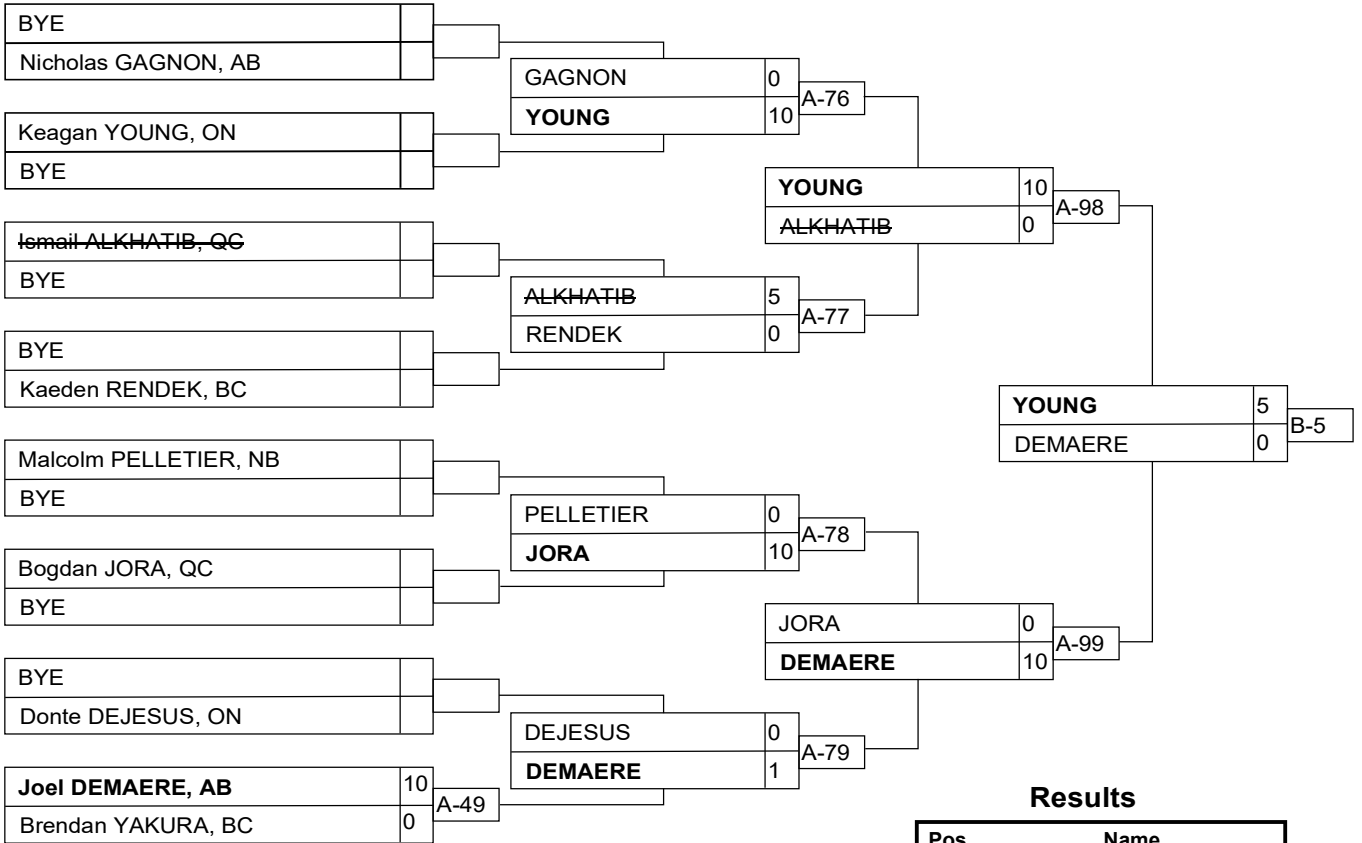 BYE
Nicholas GAGNON, AB
GAGNON 0
A-76
YOUNG 10
Keagan YOUNG, ON
BYE
YOUNG 10
A-98
ALKHATIB 0
Ismail ALKHATIB, QC
BYE
ALKHATIB 5
A-77
RENDEK 0
BYE
Kaeden RENDEK, BC
YOUNG 5
B-5
DEMAERE 0
Malcolm PELLETIER, NB
BYE
PELLETIER 0
A-78
JORA 10
Bogdan JORA, QC
BYE
JORA 0
A-99
DEMAERE 10
BYE
Donte DEJESUS, ON
DEJESUS 0
A-79
DEMAERE 1
Joel DEMAERE, AB 10
A-49
Brendan YAKURA, BC 0
Results
Pos Name